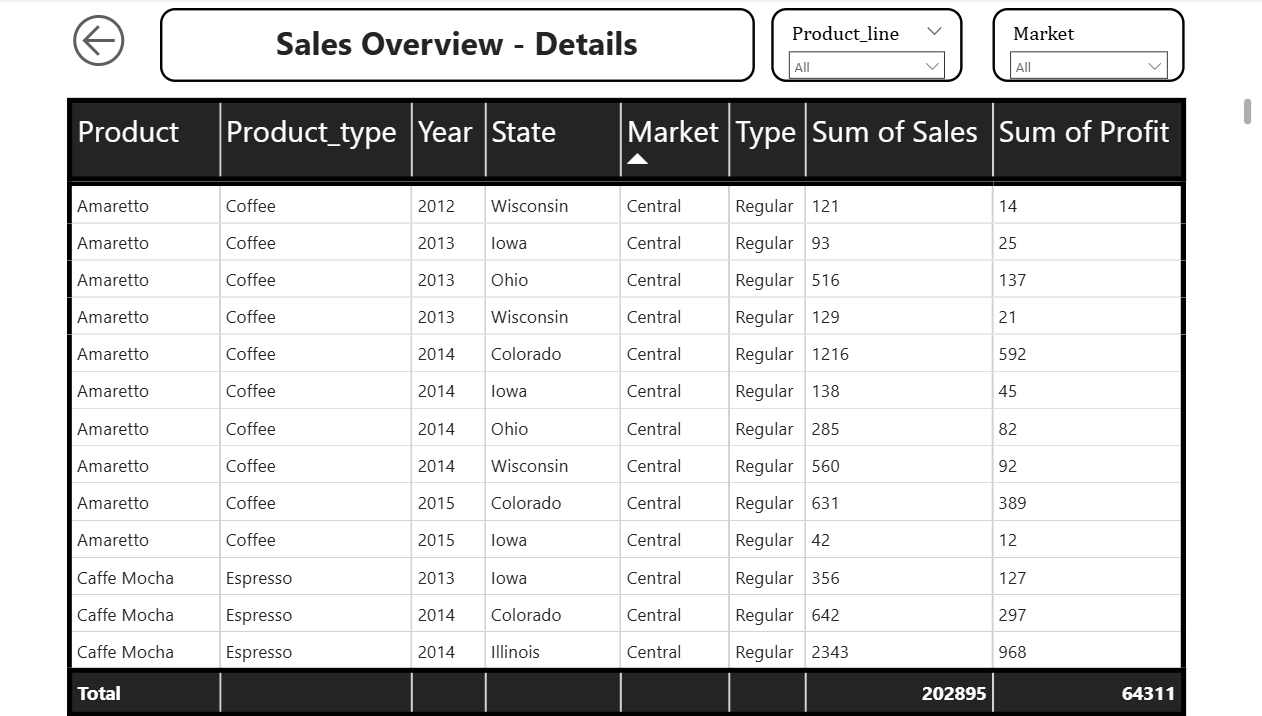 Sales Overview - Details
Product_line
All
Market
All
Product Product_type Year State Market Type Sum of Sales Sum of Profit
Amaretto Coffee 2012 Wisconsin Central Regular 121 14
Amaretto Coffee 2013 Iowa Central Regular 93 25
Amaretto Coffee 2013 Ohio Central Regular 516 137
Amaretto Coffee 2013 Wisconsin Central Regular 129 21
Amaretto Coffee 2014 Colorado Central Regular 1216 592
Amaretto Coffee 2014 Iowa Central Regular 138 45
Amaretto Coffee 2014 Ohio Central Regular 285 82
Amaretto Coffee 2014 Wisconsin Central Regular 560 92
Amaretto Coffee 2015 Colorado Central Regular 631 389
Amaretto Coffee 2015 Iowa Central Regular 42 12
Caffe Mocha Espresso 2013 Iowa Central Regular 356 127
Caffe Mocha Espresso 2014 Colorado Central Regular 642 297
Caffe Mocha Espresso 2014 Illinois Central Regular 2343 968
Total 202895 64311